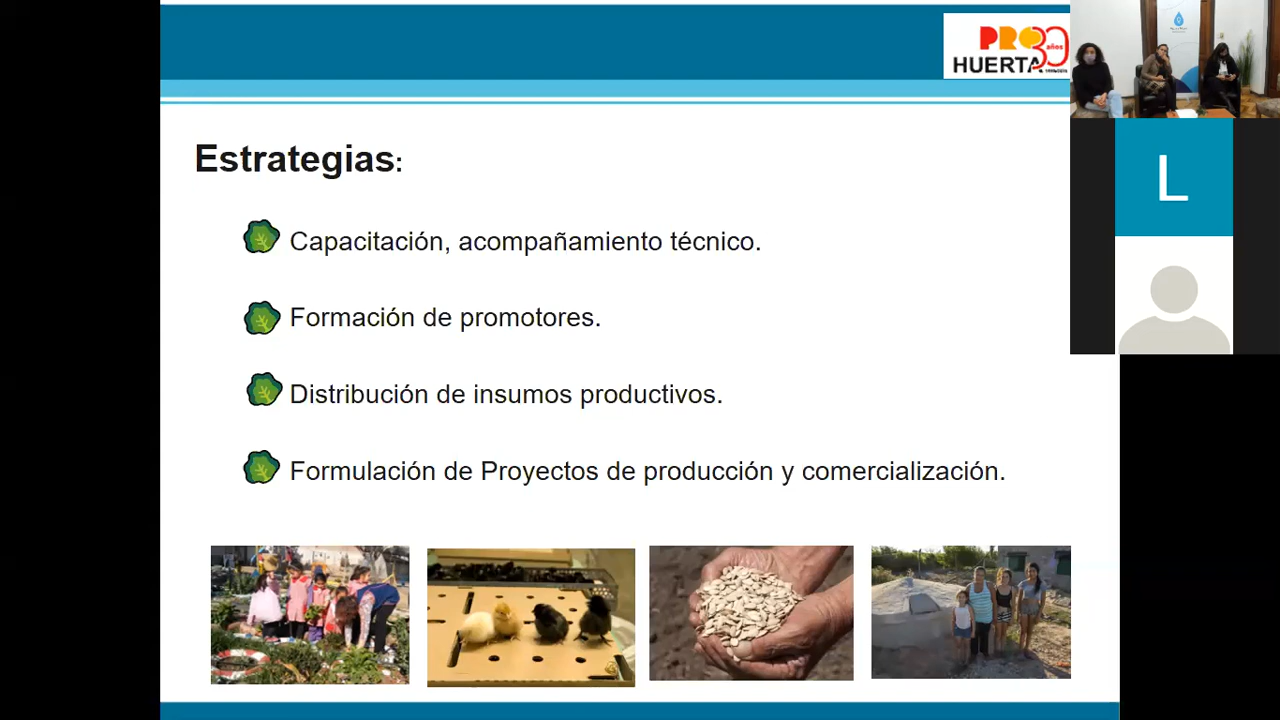 PRO
30
años
HUERTA
Estrategias:
Capacitación, acompañamiento técnico.
Formación de promotores.
Distribución de insumos productivos.
Formulación de Proyectos de producción y comercialización.
L